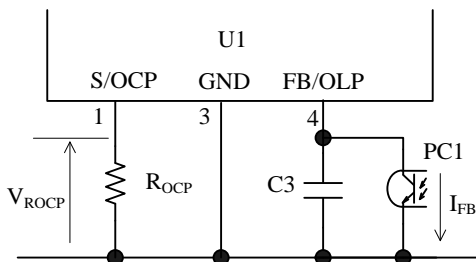 U1
S/OCP GND FB/OLP
1 3 4
PC1
V_ROCP R_OCP C3 I_FB